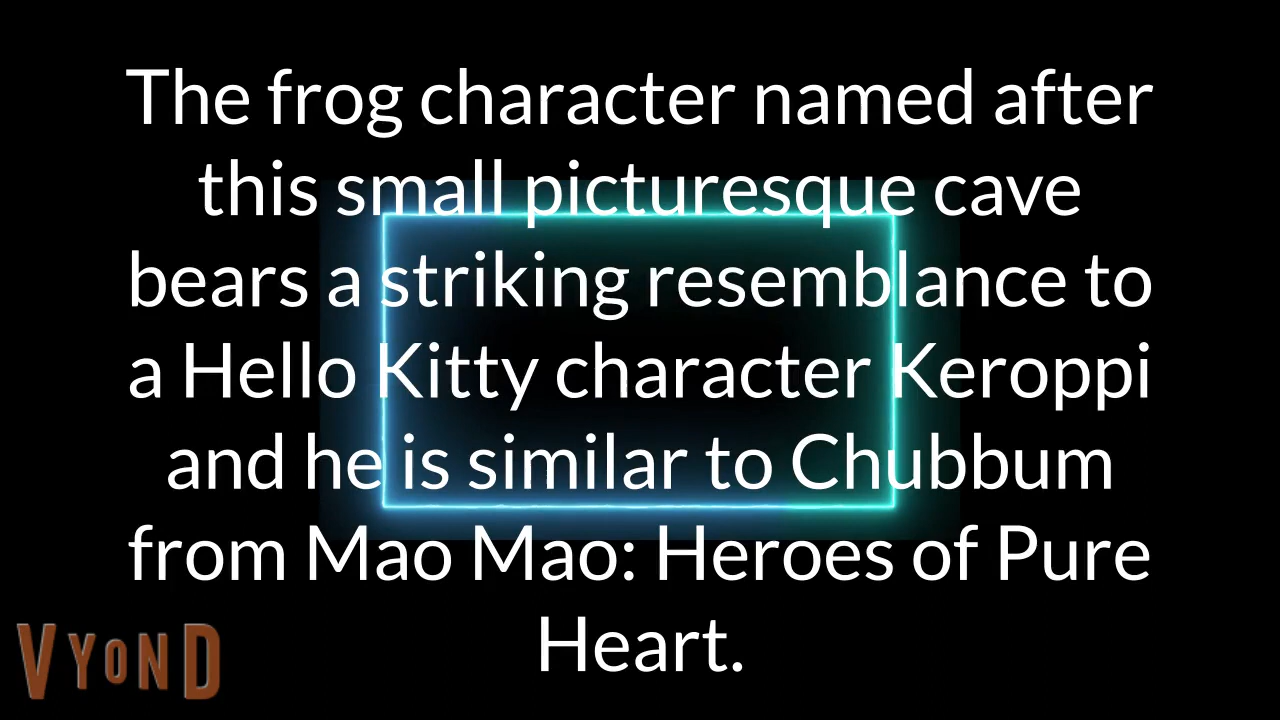 The frog character named after
this small picturesque cave
bears a striking resemblance to
a Hello Kitty character Keroppi
and he is similar to Chubbum
from Mao Mao: Heroes of Pure
Heart.
VYOND